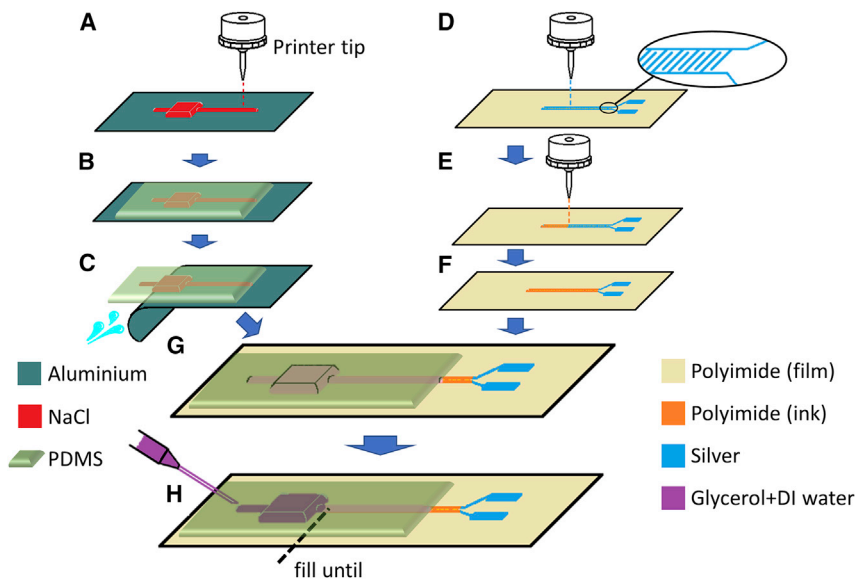 A
Printer tip
D
B
E
C
F
G
Aluminium
NaCl
PDMS
H
fill until
Polyimide (film)
Polyimide (ink)
Silver
Glycerol+DI water